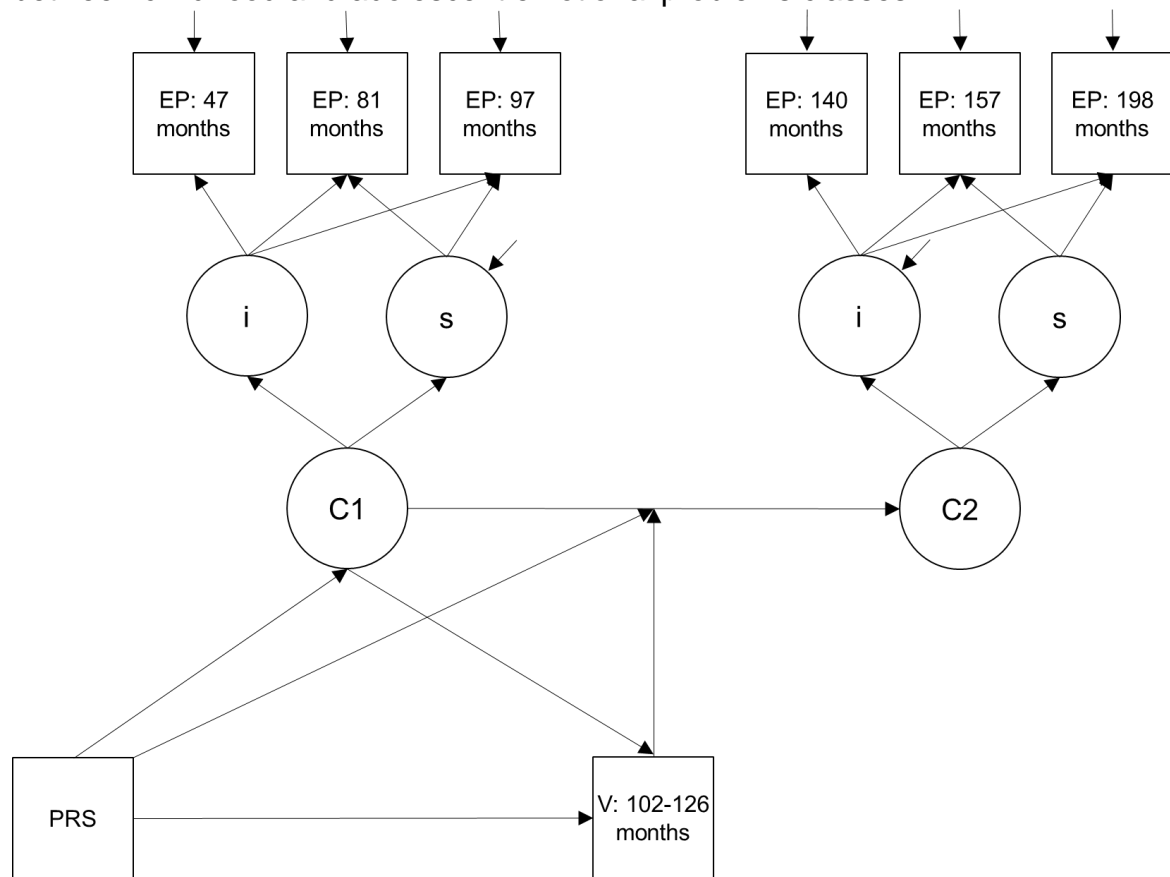 EP: 47
months
EP: 81
months
EP: 97
months
EP: 140
months
EP: 157
months
EP: 198
months
i
s
i
s
C1
C2
PRS
V: 102-126
months